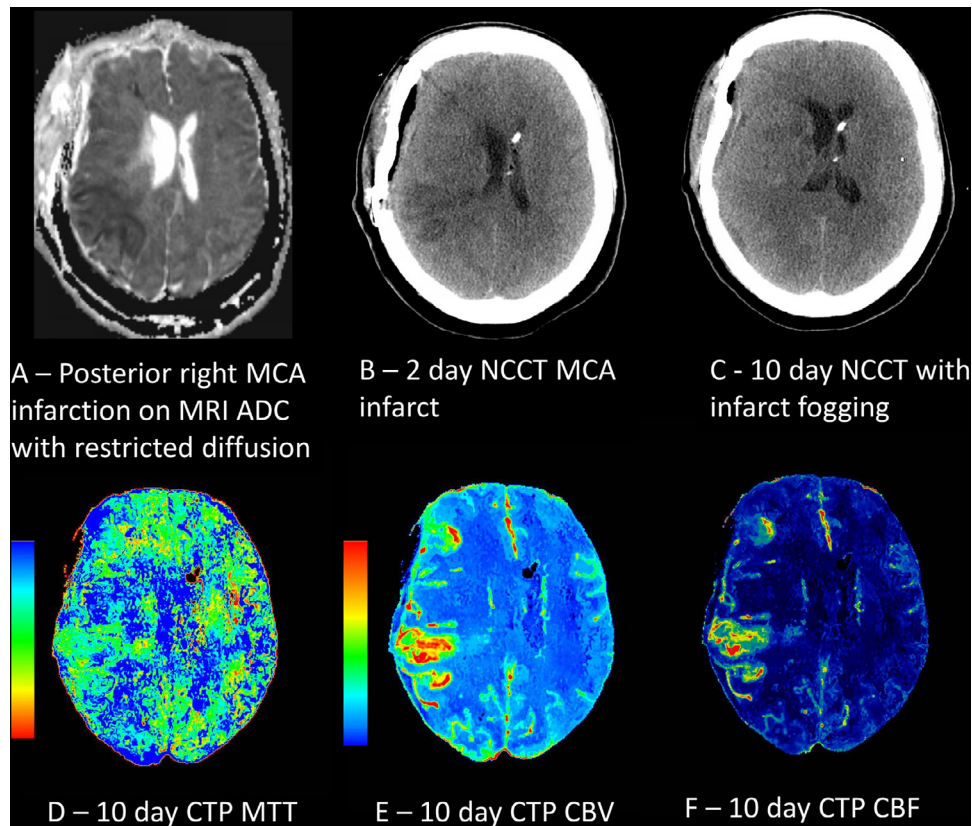 A – Posterior right MCA
infarction on MRI ADC
with restricted diffusion
B – 2 day NCCT MCA
infarct
C - 10 day NCCT with
infarct fogging
D – 10 day CTP MTT
E – 10 day CTP CBV
F – 10 day CTP CBF